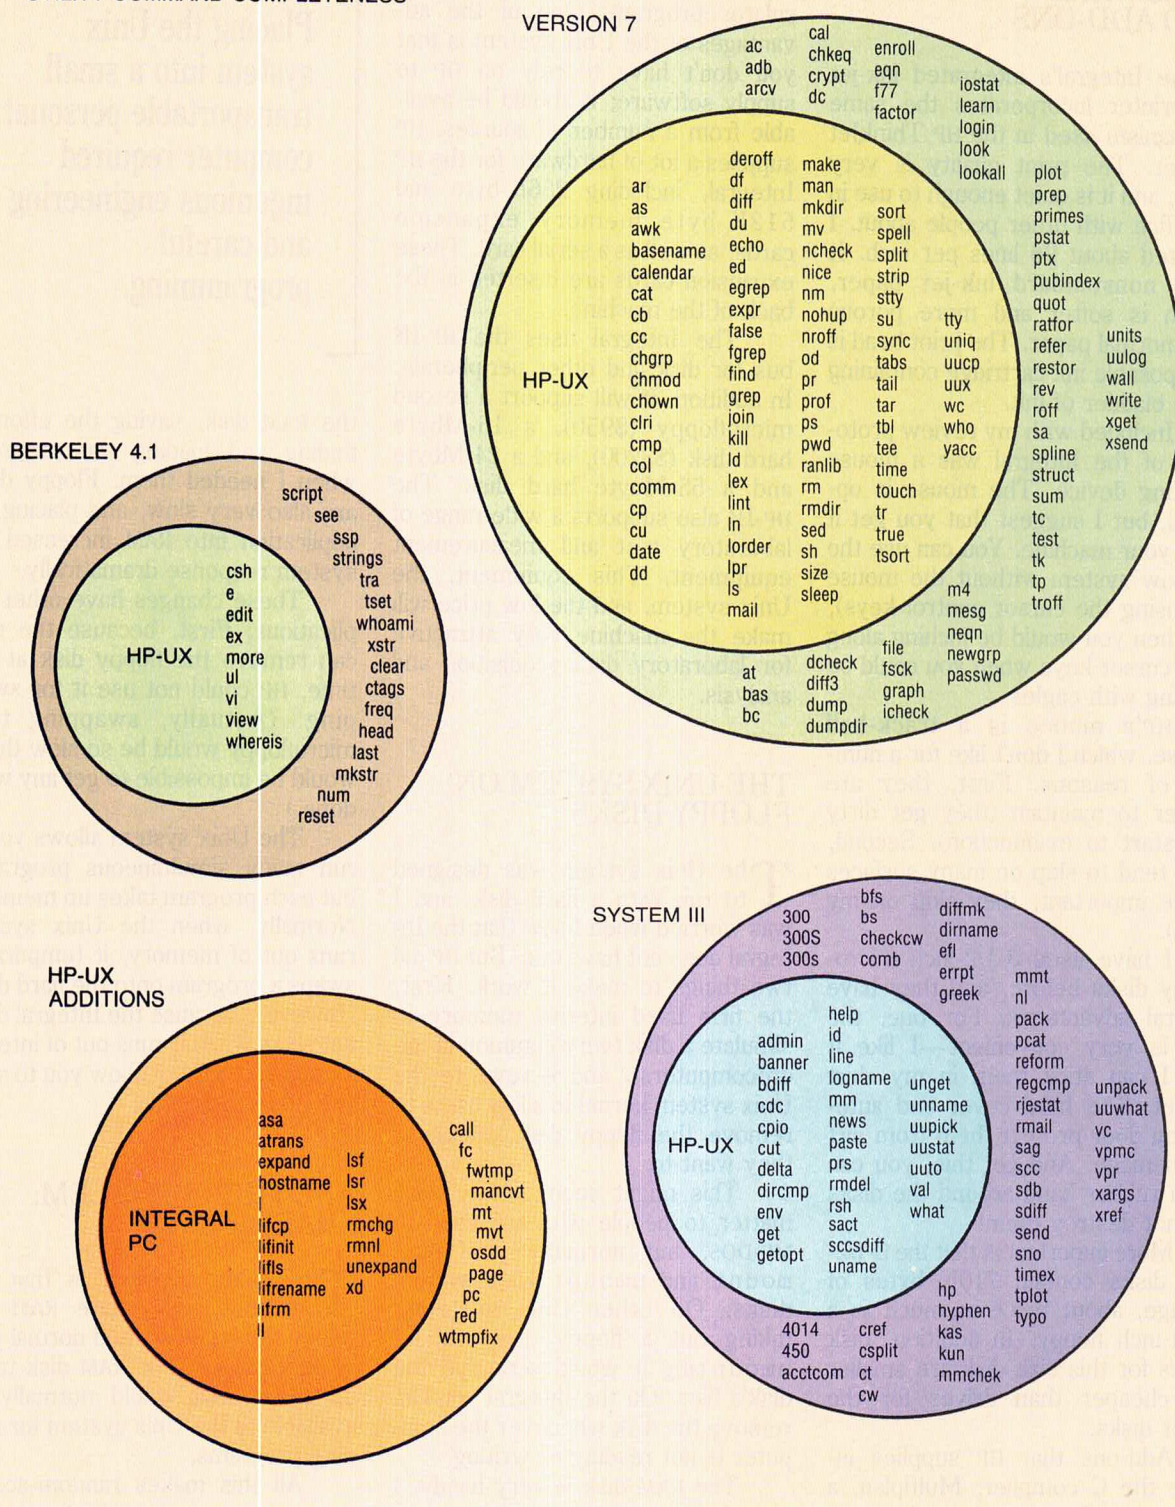 VERSION 7
ac
adb
arcv
cal
chkeq
crypt
dc
enroll
eqn
f77
factor
iostat
learn
login
look
lookall
plot
prep
primes
pstat
ptx
pubindex
quot
ratfor
refer
restor
rev
roff
sa
spline
struct
sum
tc
test
tk
tp
troff
units
uulog
wall
write
xget
xsend
HP-UX
ar
as
awk
basename
calendar
cat
cb
cc
chgrp
chmod
chown
clri
cmp
col
comm
cp
cu
date
dd
deroff
df
diff
du
echo
ed
egrep
expr
false
fgrep
find
grep
join
kill
ld
lex
lint
ln
lorder
lpr
ls
mail
make
man
mkdir
mv
ncheck
nice
nm
nohup
nroff
od
pr
prof
ps
pwd
ranlib
rm
rmdir
sed
sh
size
sleep
sort
spell
split
strip
stty
su
sync
tabs
tail
tar
tbl
tee
time
touch
tr
true
tsort
tty
uniq
uucp
uux
wc
who
yacc
m4
mesg
neqn
newgrp
passwd
file
fsck
graph
icheck
dcheck
diff3
dump
dumpdir
at
bas
bc
BERKELEY 4.1
script
see
ssp
strings
tra
tset
whoami
xstr
clear
ctags
freq
head
last
mkstr
num
reset
HP-UX
csh
e
edit
ex
more
ul
vi
view
whereis
HP-UX
ADDITIONS
INTEGRAL
PC
asa
atrans
expand
hostname
l
lifcp
lifinit
lifls
lifrename
lifrm
ll
lsf
lsr
lsx
rmchg
rmnl
unexpand
xd
call
fc
fwtmp
mancvt
mt
mvt
osdd
page
pc
red
wtmpfix
SYSTEM III
300
300S
300s
bfs
bs
checkcw
comb
diffmk
dirname
efl
errpt
greek
mmt
nl
pack
pcat
reform
regcmp
rjestat
rmail
sag
scc
sdb
sdiff
send
sno
timex
tplot
typo
unpack
uuwhat
vc
vpmc
vpr
xargs
xref
HP-UX
admin
banner
bdiff
cdc
cpio
cut
delta
dircmp
env
get
getopt
help
id
line
logname
mm
news
paste
prs
rmdel
rsh
sact
sccsdiff
uname
unget
unname
uupick
uustat
uuto
val
what
hp
hyphen
kas
kun
mmchek
4014
450
acctcom
cref
csplit
ct
cw